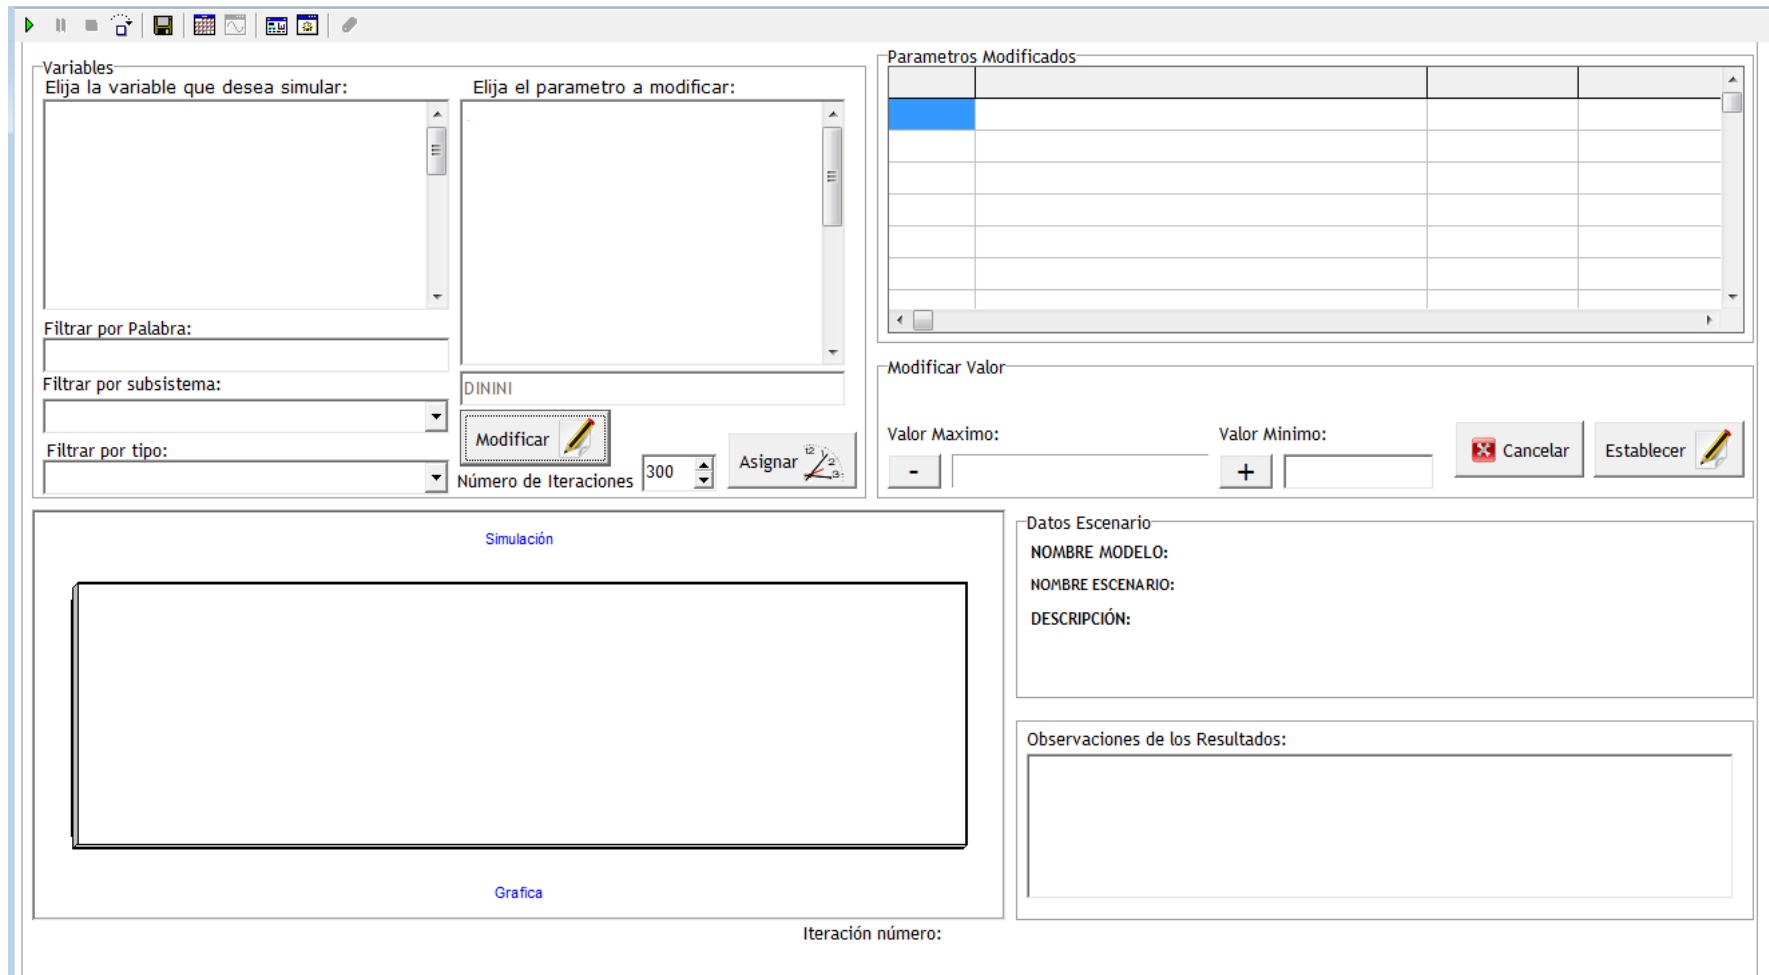 Variables
Elija la variable que desea simular:
Elija el parametro a modificar:
Filtrar por Palabra:
Filtrar por subsistema:
Filtrar por tipo:
DININI
Modificar
Número de Iteraciones
300
Asignar
Parametros Modificados
Modificar Valor
Valor Maximo:
-
Valor Minimo:
+
Cancelar
Establecer
Simulación
Grafica
Datos Escenario
NOMBRE MODELO:
NOMBRE ESCENARIO:
DESCRIPCIÓN:
Observaciones de los Resultados:
Iteración número: